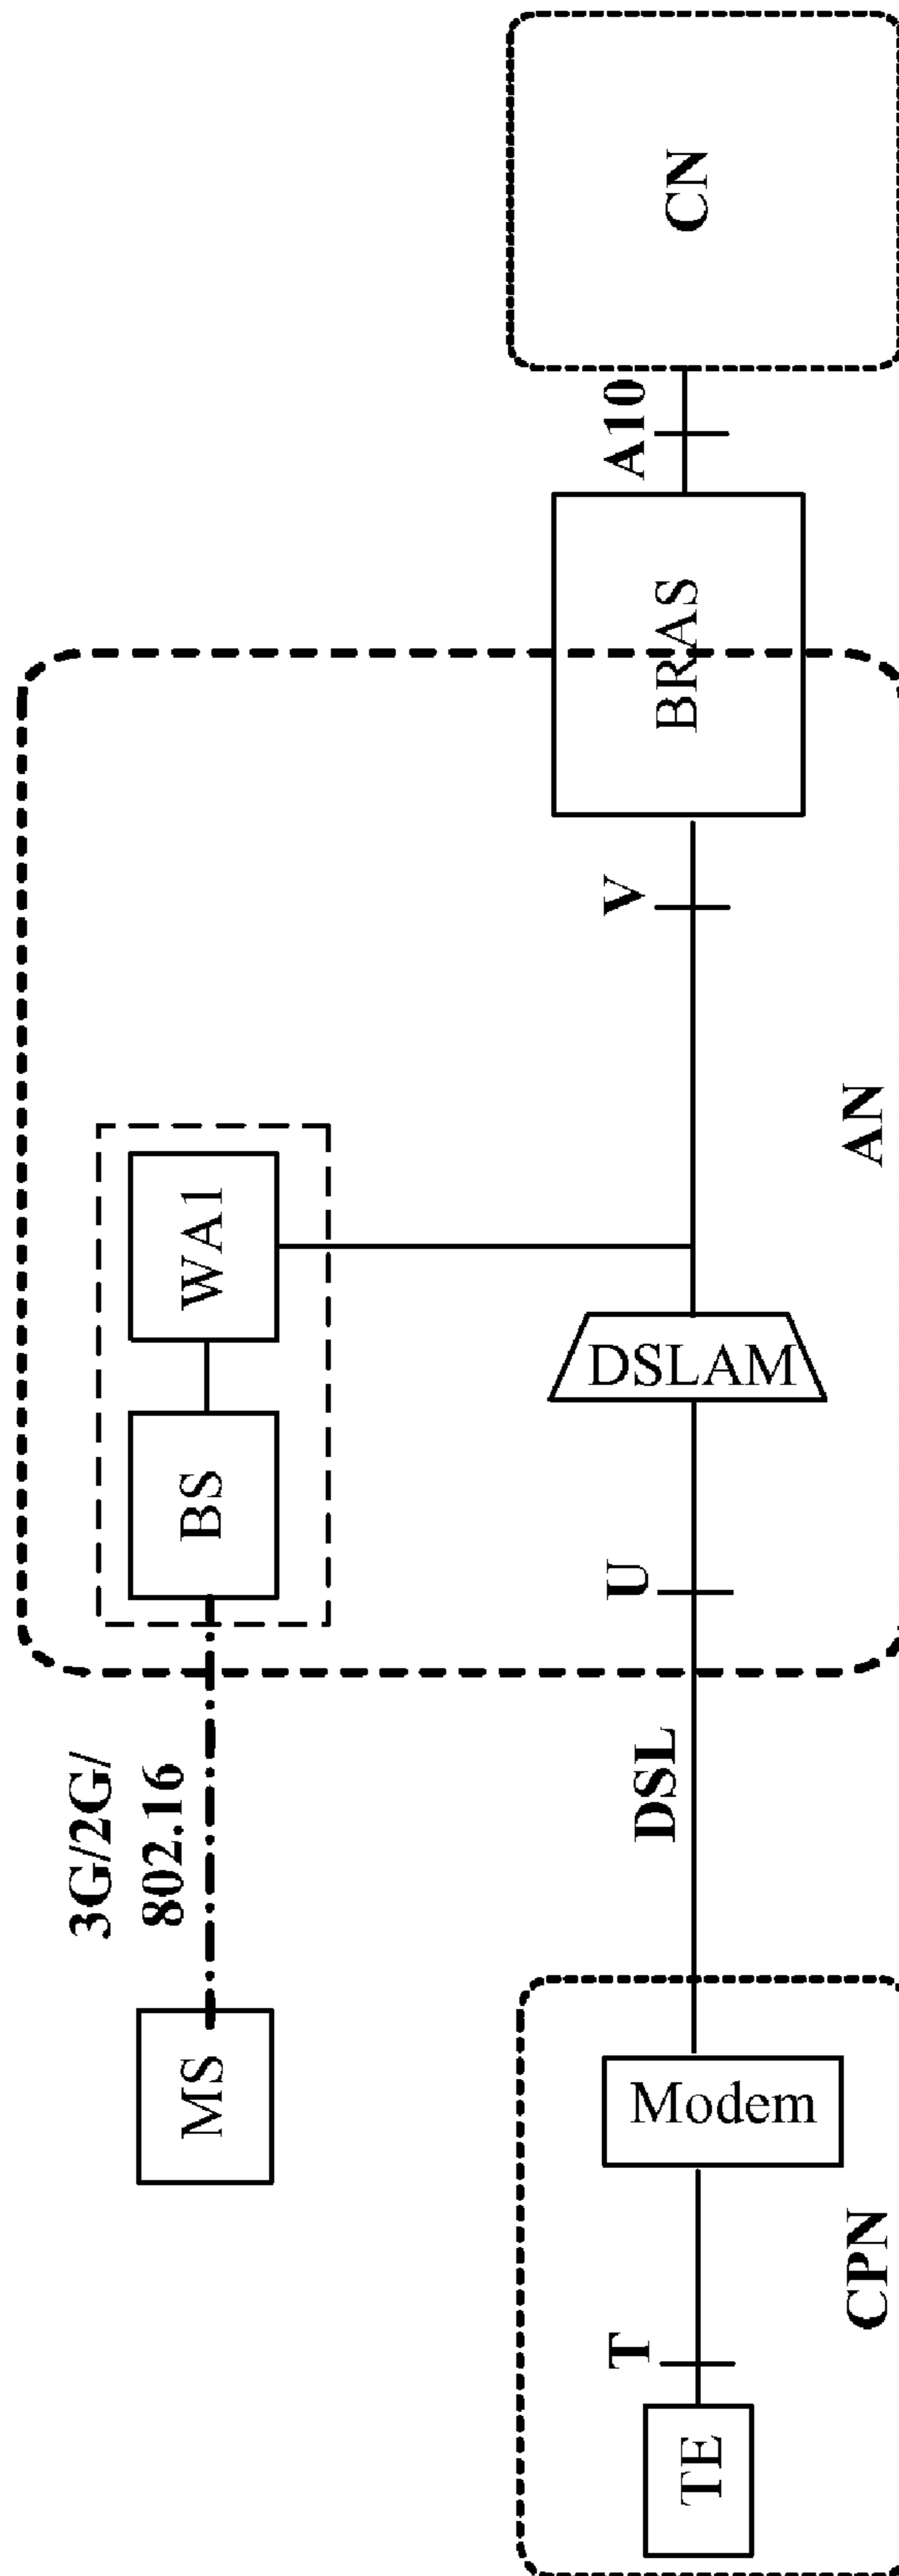 3G/2G/
802.16
MS
BS
WA1
TE
T
Modem
DSL
U
DSLAM
V
BRAS
A10
CN
CPN
AN